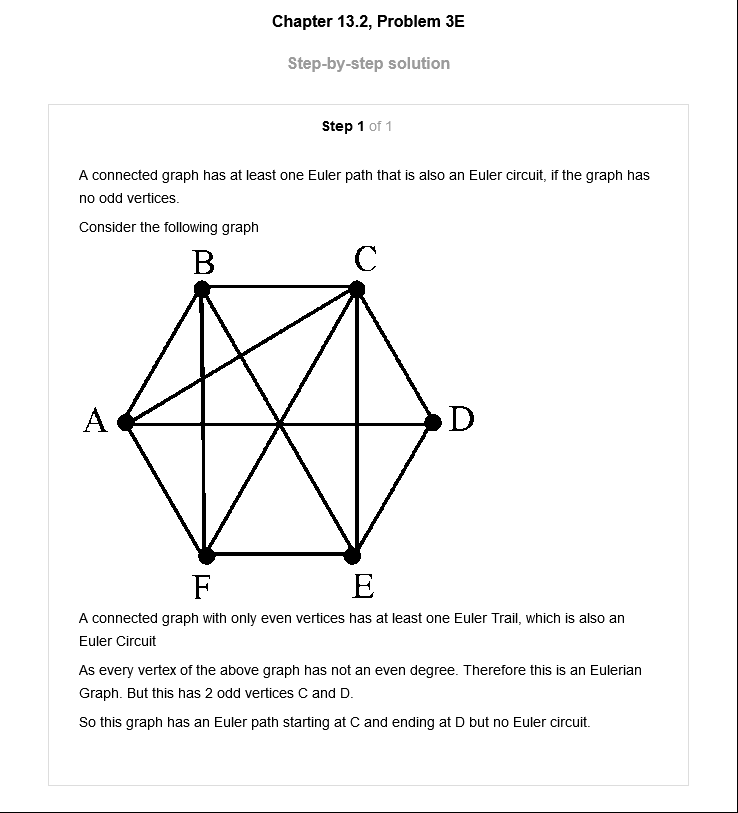 Chapter 13.2, Problem 3E
Step-by-step solution
Step 1 of 1
A connected graph has at least one Euler path that is also an Euler circuit, if the graph has
no odd vertices.
Consider the following graph
B C
A D
F E
A connected graph with only even vertices has at least one Euler Trail, which is also an
Euler Circuit
As every vertex of the above graph has not an even degree. Therefore this is an Eulerian
Graph. But this has 2 odd vertices C and D.
So this graph has an Euler path starting at C and ending at D but no Euler circuit.